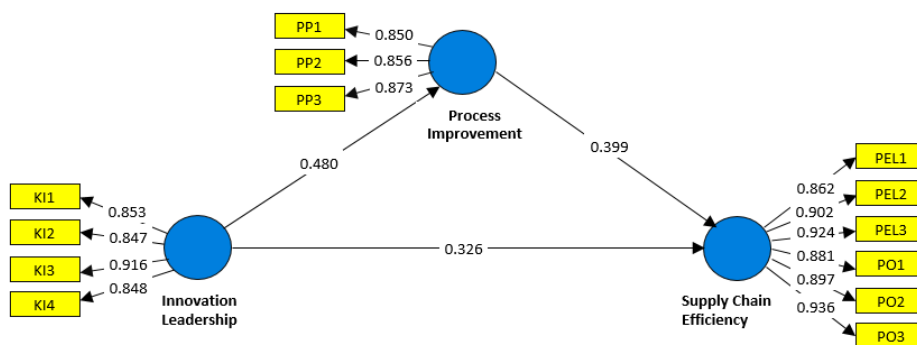 PP1
0.850
PP2
0.856
PP3
0.873
Process
Improvement
0.480
0.399
KI1
0.853
KI2
0.847
KI3
0.916
KI4
0.848
Innovation
Leadership
0.326
PEL1
0.862
PEL2
0.902
PEL3
0.924
PO1
0.881
PO2
0.897
PO3
0.936
Supply Chain
Efficiency